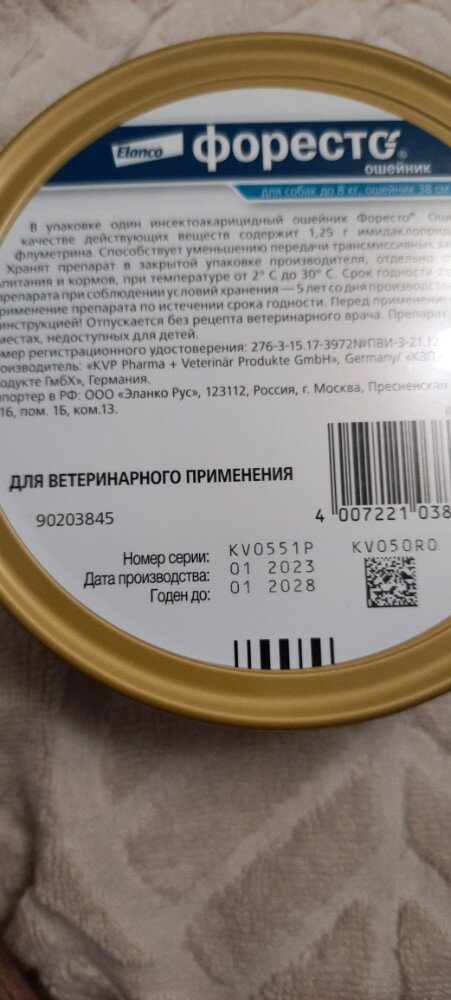 Elanco форесто®
ошейник
для собак до 8 кг, ошейник 38 см
В упаковке один инсектоакарицидный ошейник Форесто®.
качестве действующих веществ содержит 1,25 г
флуметрина. Способствует уменьшению передачи трансмиссивных
Хранят препарат в закрытой упаковке производителя, отдельно
питания и кормов, при температуре от 2° С до 30° С. Срок годности
препарата при соблюдении условий хранения — 5 лет со дня
применение препарата по истечении срока годности. Перед
инструкцией! Отпускается без рецепта ветеринарного врача. Препарат
местах, недоступных для детей.
мер регистрационного удостоверения: 276-3-15.17-3972№ПВИ-3-21.12
оизводитель: «KVP Pharma + Veterinär Produkte GmbH», Germany/ «КВП
одукте ГмбХ», Германия.
портер в РФ: ООО «Эланко Рус», 123112, Россия, г. Москва, Пресненская
16, пом. 1Б, ком.13.
ДЛЯ ВЕТЕРИНАРНОГО ПРИМЕНЕНИЯ
90203845
4 007221 038
Номер серии: KV0551P KV050R0
Дата производства: 01 2023
Годен до: 01 2028